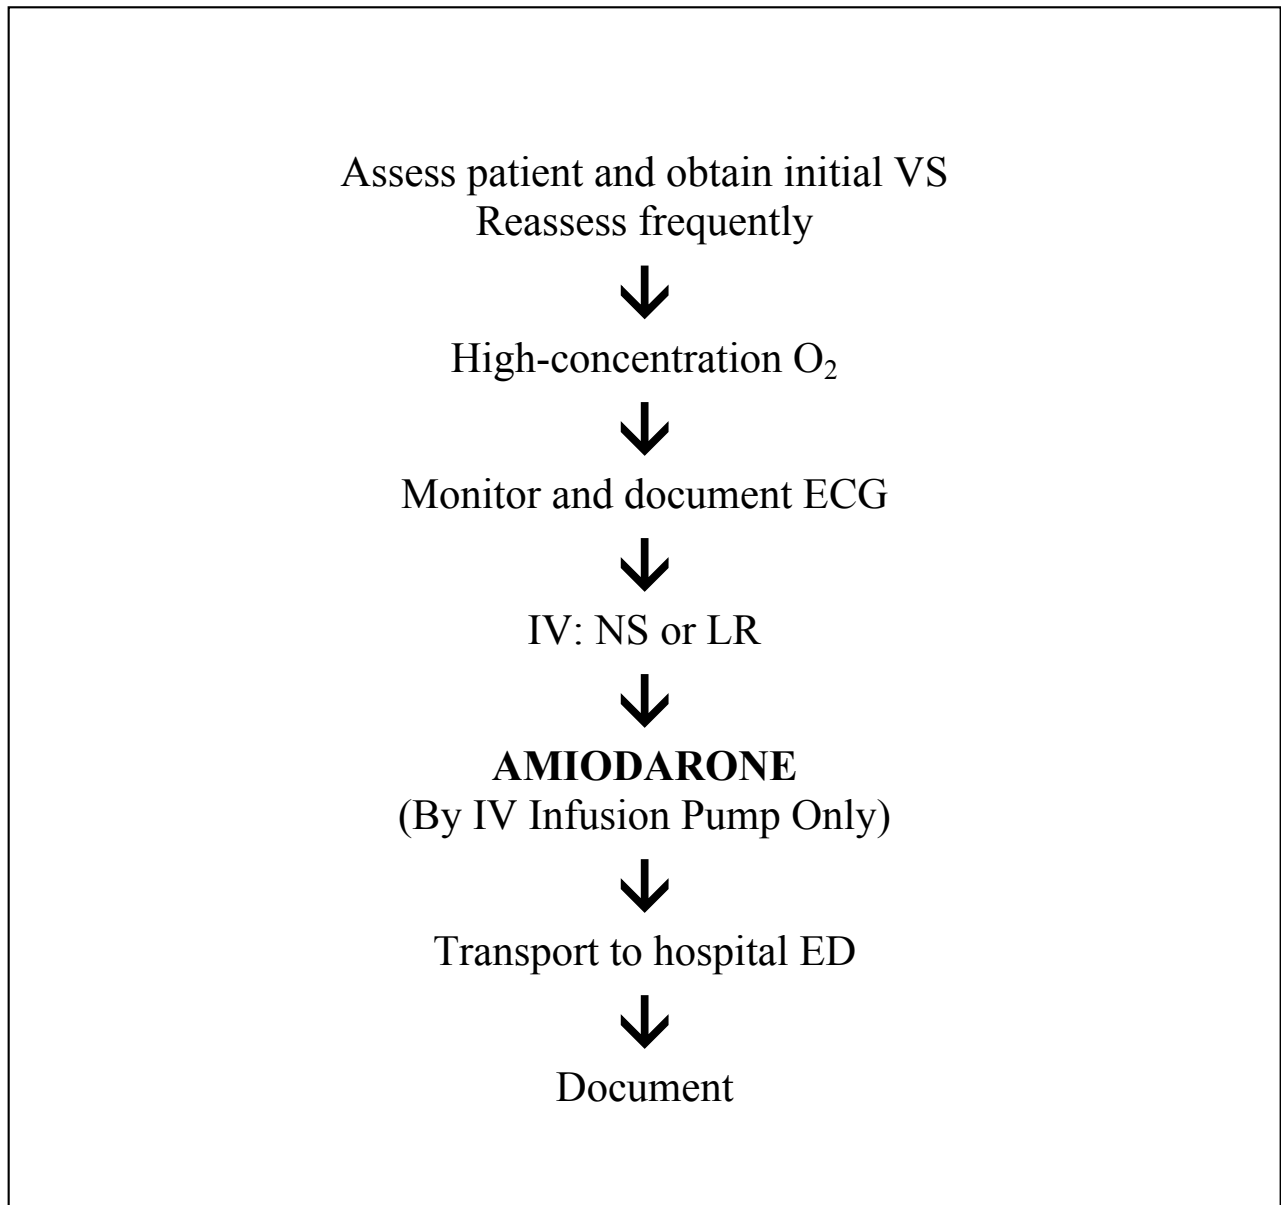 Assess patient and obtain initial VS
Reassess frequently
High-concentration O₂
Monitor and document ECG
IV: NS or LR
AMIODARONE
(By IV Infusion Pump Only)
Transport to hospital ED
Document